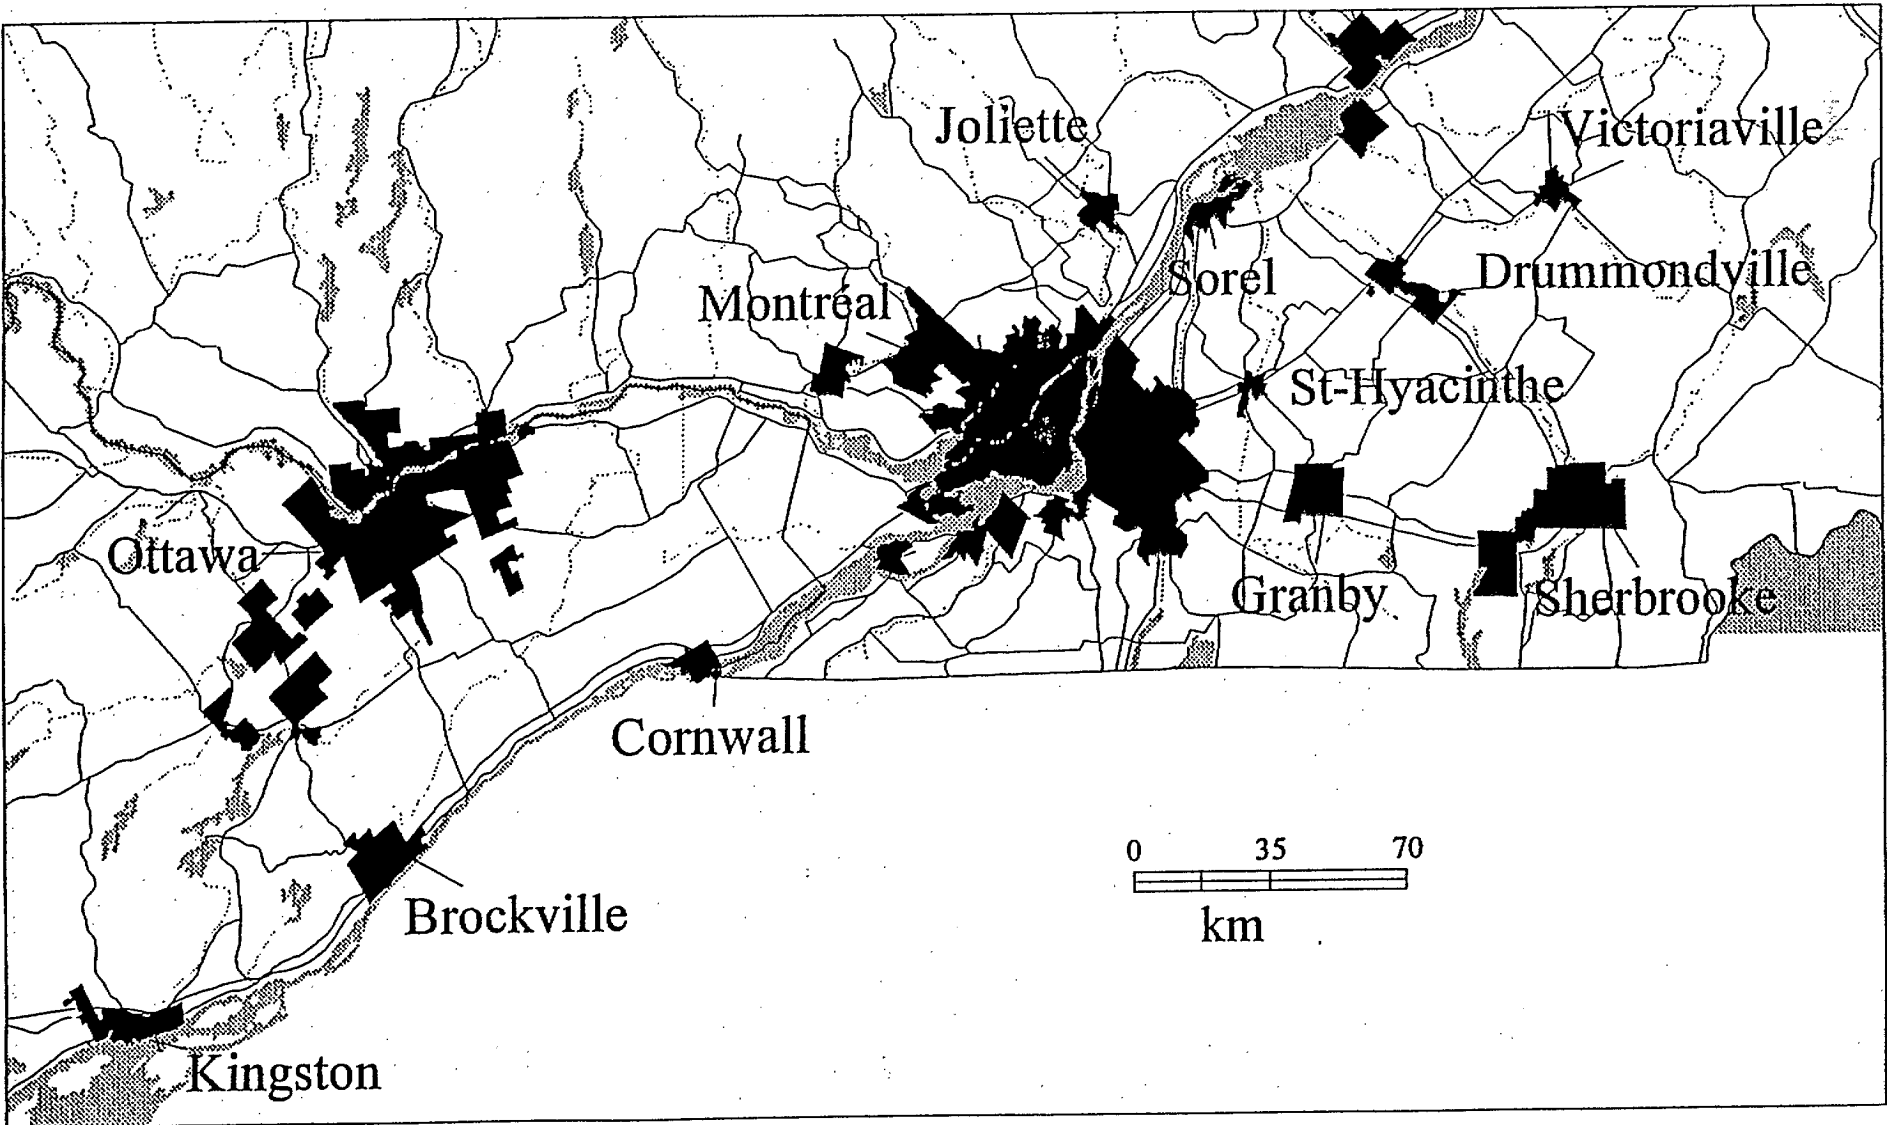 Joliette
Victoriaville
Sorel
Drummondville
Montréal
St-Hyacinthe
Ottawa
Granby
Sherbrooke
Cornwall
0 35 70
km
Brockville
Kingston